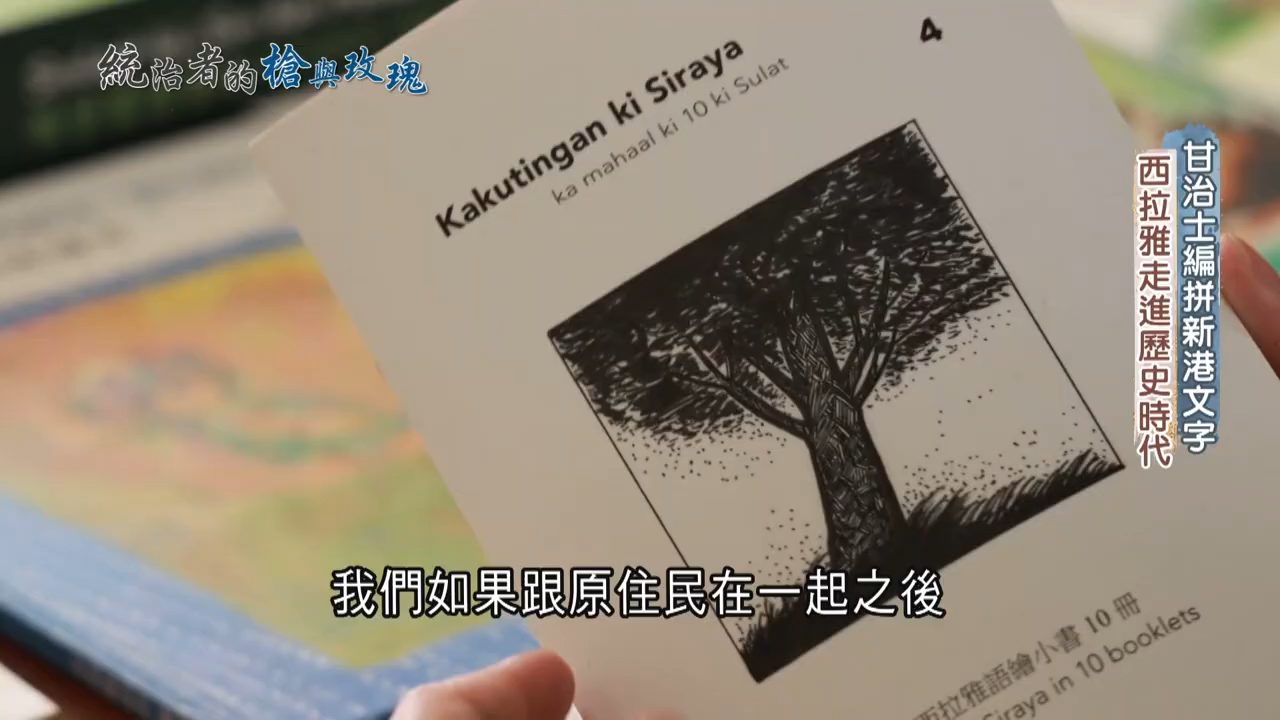 統治者的槍與玫瑰
4
Kakutingan ki Siraya
ka mahaal ki 10 ki Sulat
甘治士編拼新港文字
西拉雅走進歷史時代
我們如果跟原住民在一起之後
西拉雅語繪小書 10 冊
Siraya in 10 booklets